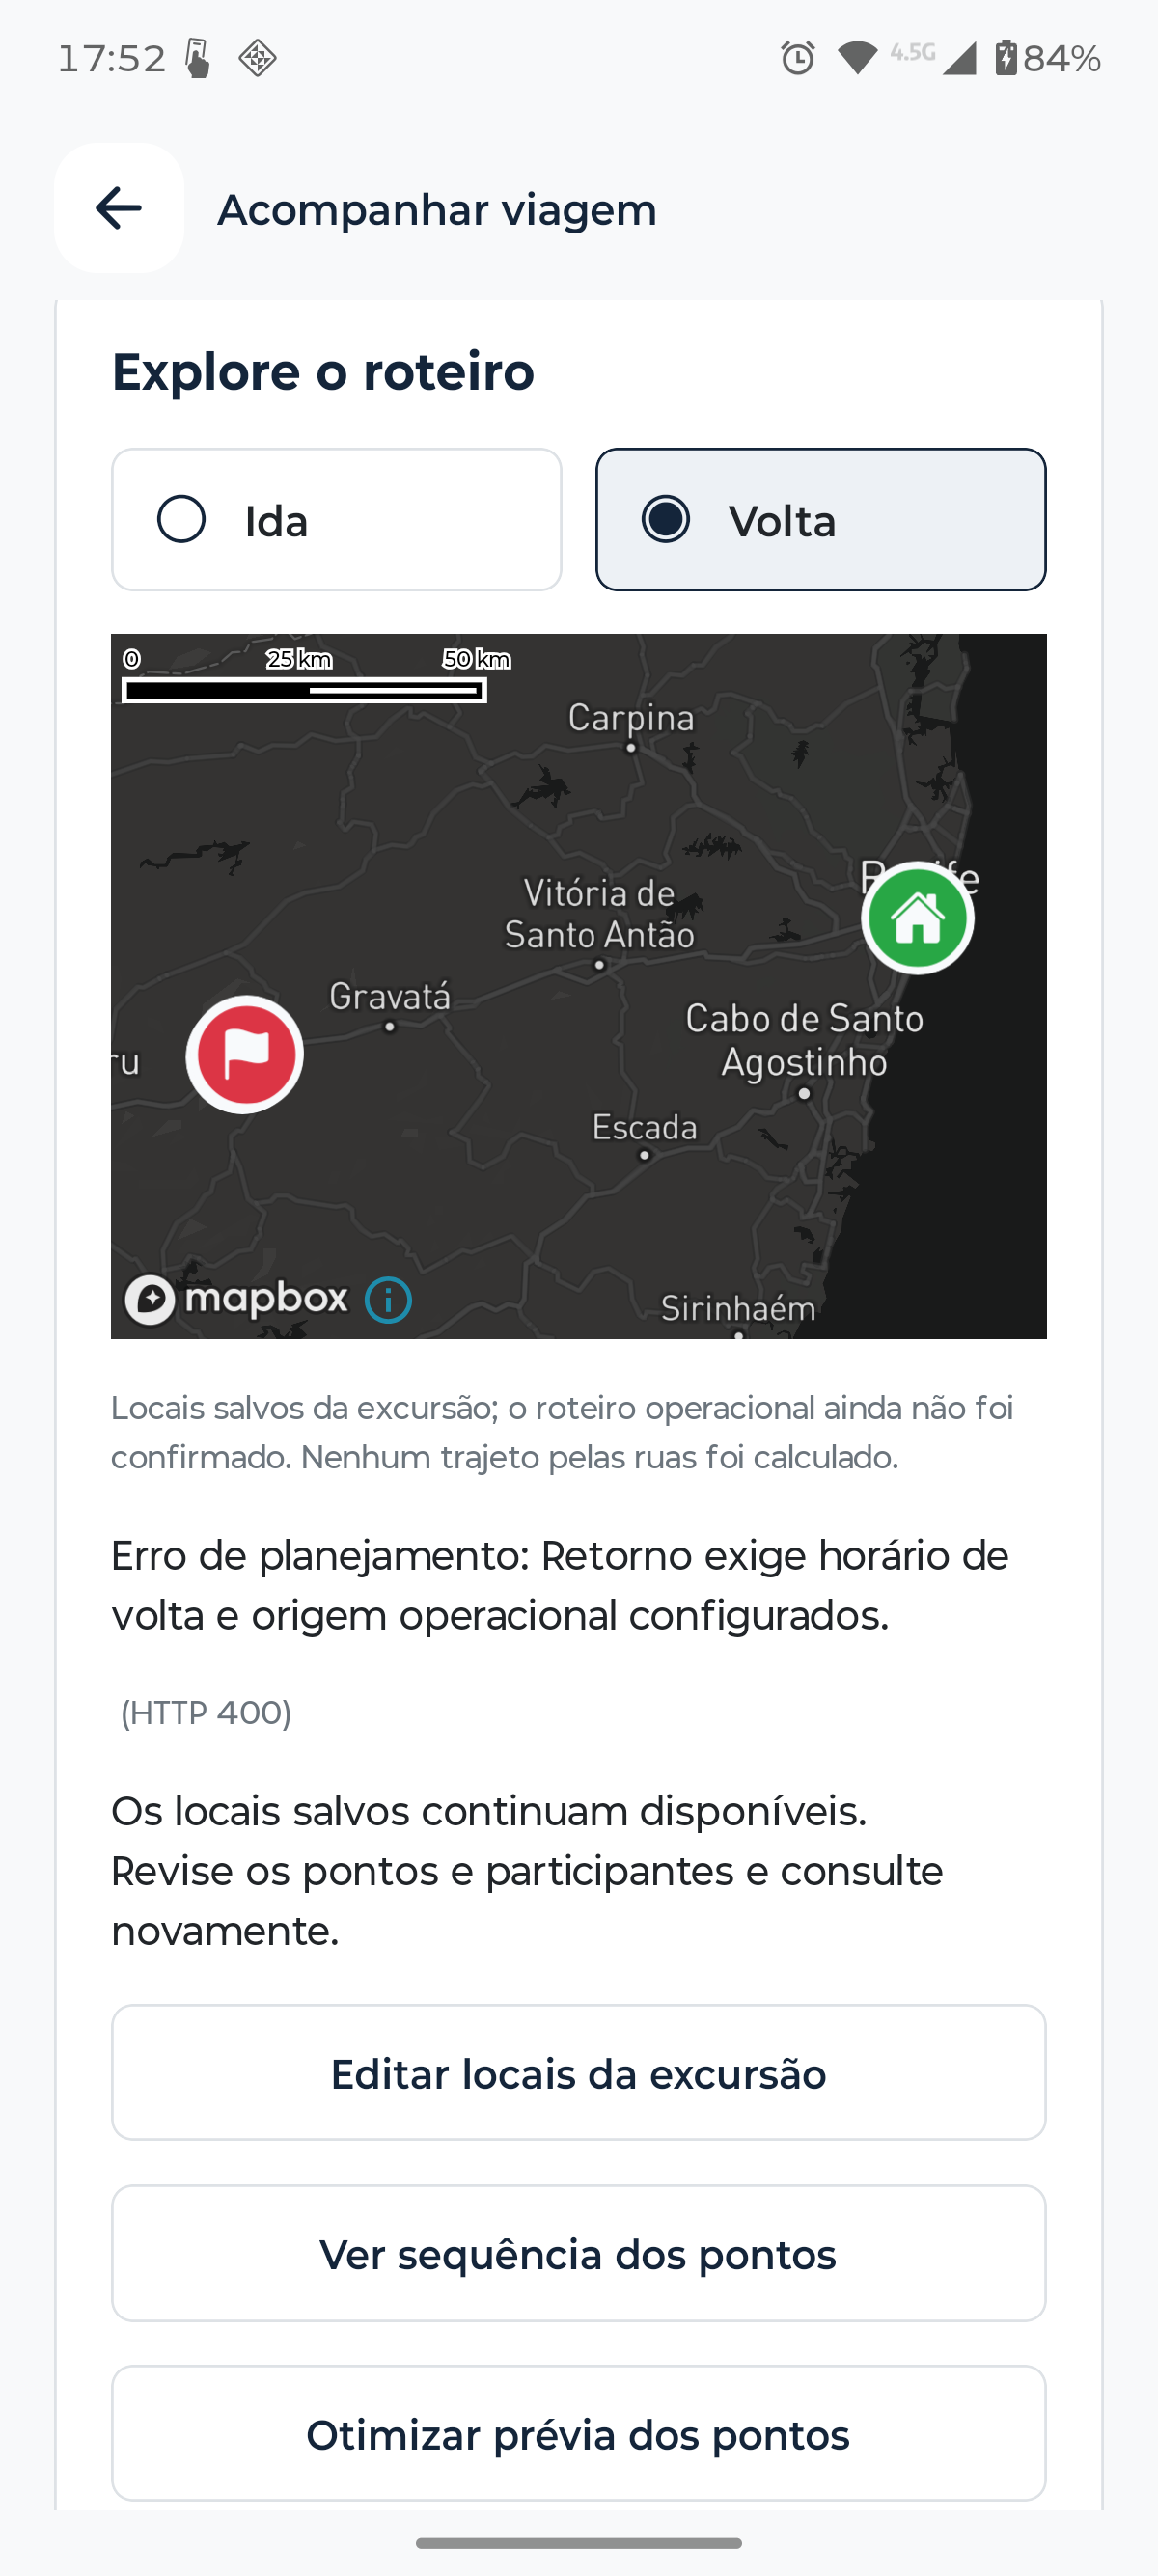 17:52
4.5G
84%
Acompanhar viagem
Explore o roteiro
Ida
Volta
0 25 km 50 km
Carpina
Vitória de
Santo Antão
Gravatá
ru
Cabo de Santo
Agostinho
Escada
mapbox
Sirinhaém
Locais salvos da excursão; o roteiro operacional ainda não foi
confirmado. Nenhum trajeto pelas ruas foi calculado.
Erro de planejamento: Retorno exige horário de
volta e origem operacional configurados.
(HTTP 400)
Os locais salvos continuam disponíveis.
Revise os pontos e participantes e consulte
novamente.
Editar locais da excursão
Ver sequência dos pontos
Otimizar prévia dos pontos